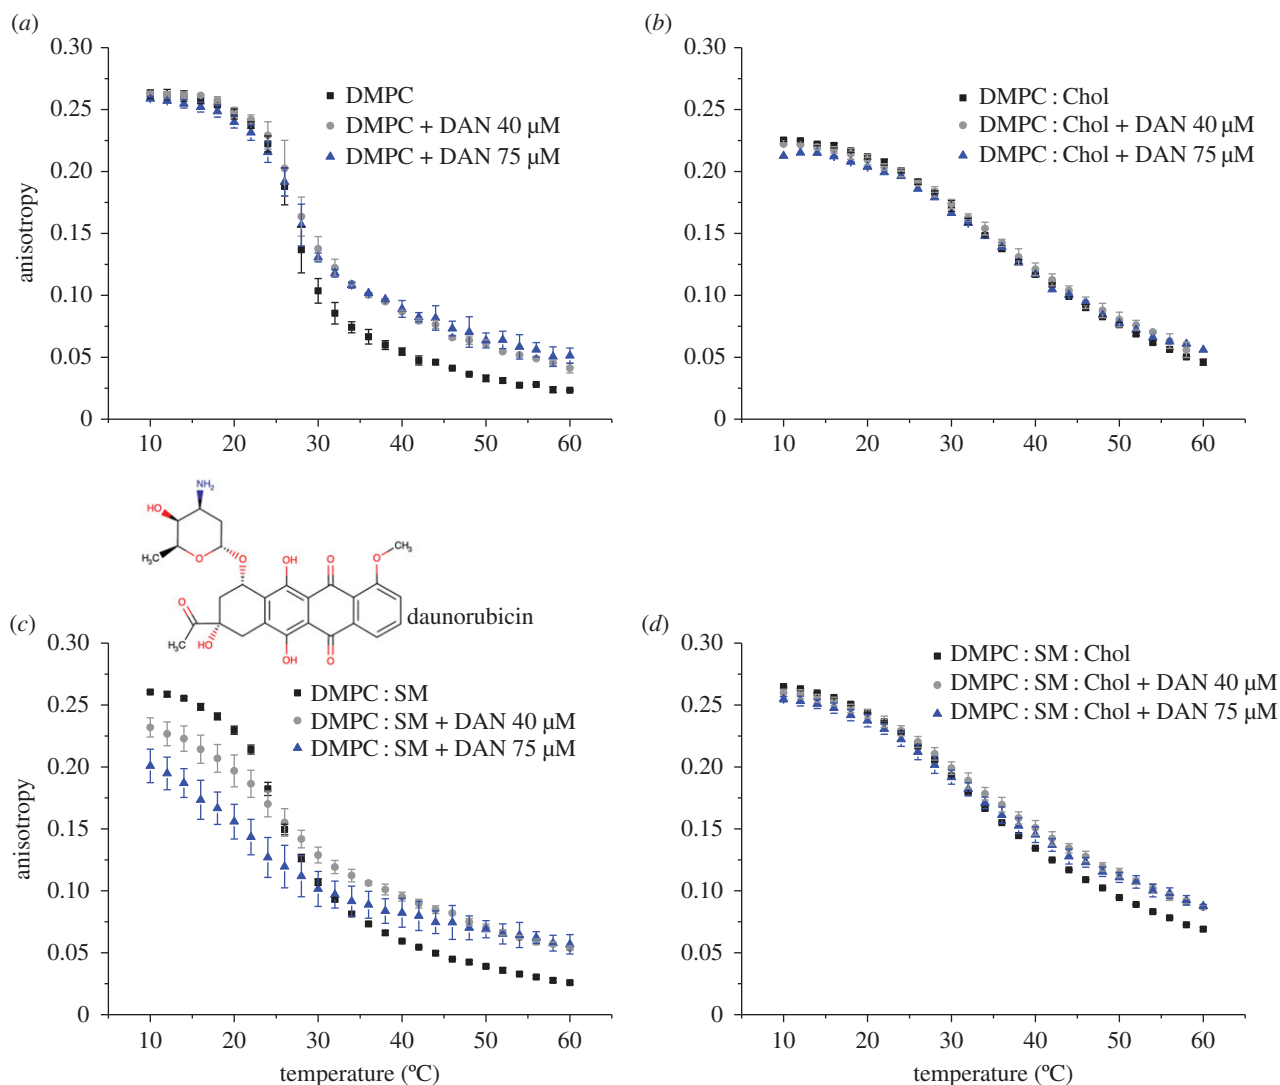 (a)
0.30
0.25
0.20
0.15
0.10
0.05
0
anisotropy
10 20 30 40 50 60
DMPC
DMPC + DAN 40 µM
DMPC + DAN 75 µM
(b)
0.30
0.25
0.20
0.15
0.10
0.05
0
10 20 30 40 50 60
DMPC : Chol
DMPC : Chol + DAN 40 µM
DMPC : Chol + DAN 75 µM
NH2
HO
H3C
O
O
OH
O
O
CH3
O
H3C
HO
OH
O
daunorubicin
(c)
0.30
0.25
0.20
0.15
0.10
0.05
0
anisotropy
10 20 30 40 50 60
temperature (ºC)
DMPC : SM
DMPC : SM + DAN 40 µM
DMPC : SM + DAN 75 µM
(d)
0.30
0.25
0.20
0.15
0.10
0.05
0
10 20 30 40 50 60
temperature (ºC)
DMPC : SM : Chol
DMPC : SM : Chol + DAN 40 µM
DMPC : SM : Chol + DAN 75 µM